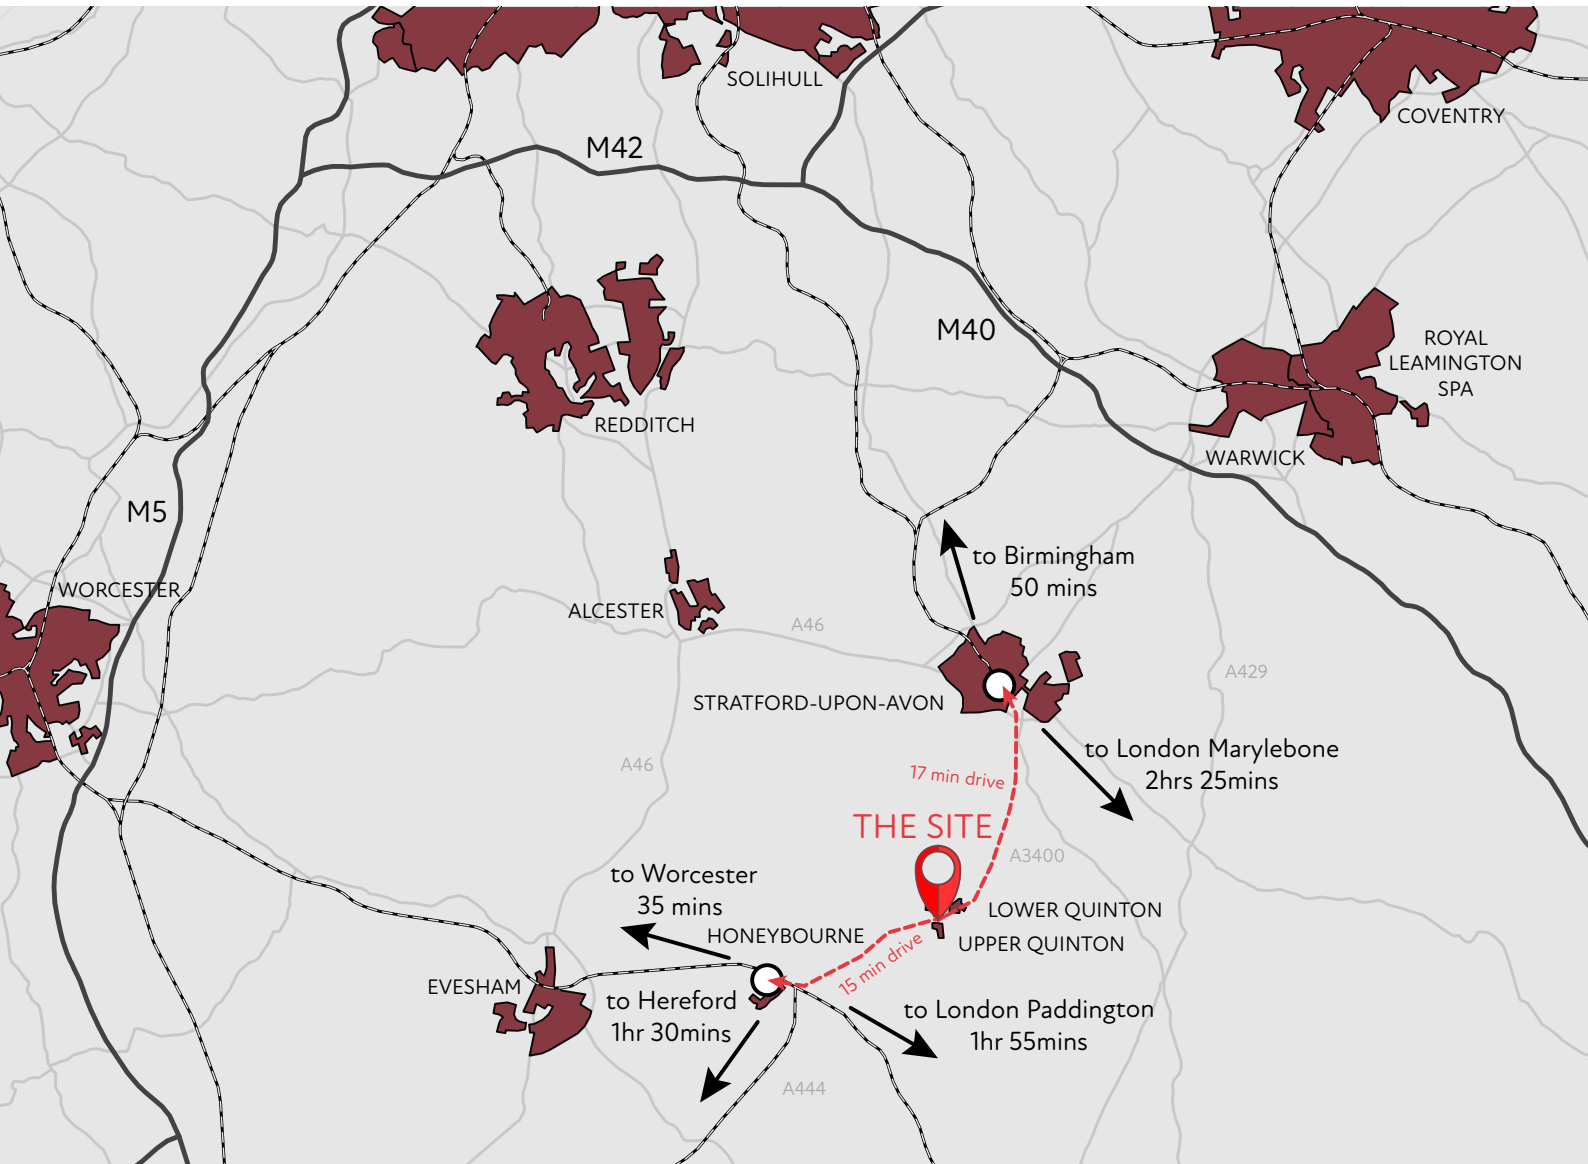 SOLIHULL
COVENTRY
M42
M40
ROYAL
LEAMINGTON
SPA
REDDITCH
WARWICK
M5
to Birmingham
50 mins
WORCESTER
ALCESTER
A46
A429
STRATFORD-UPON-AVON
to London Marylebone
2hrs 25mins
A46
17 min drive
THE SITE
A3400
to Worcester
35 mins
LOWER QUINTON
HONEYBOURNE
UPPER QUINTON
15 min drive
EVESHAM
to Hereford
1hr 30mins
to London Paddington
1hr 55mins
A444